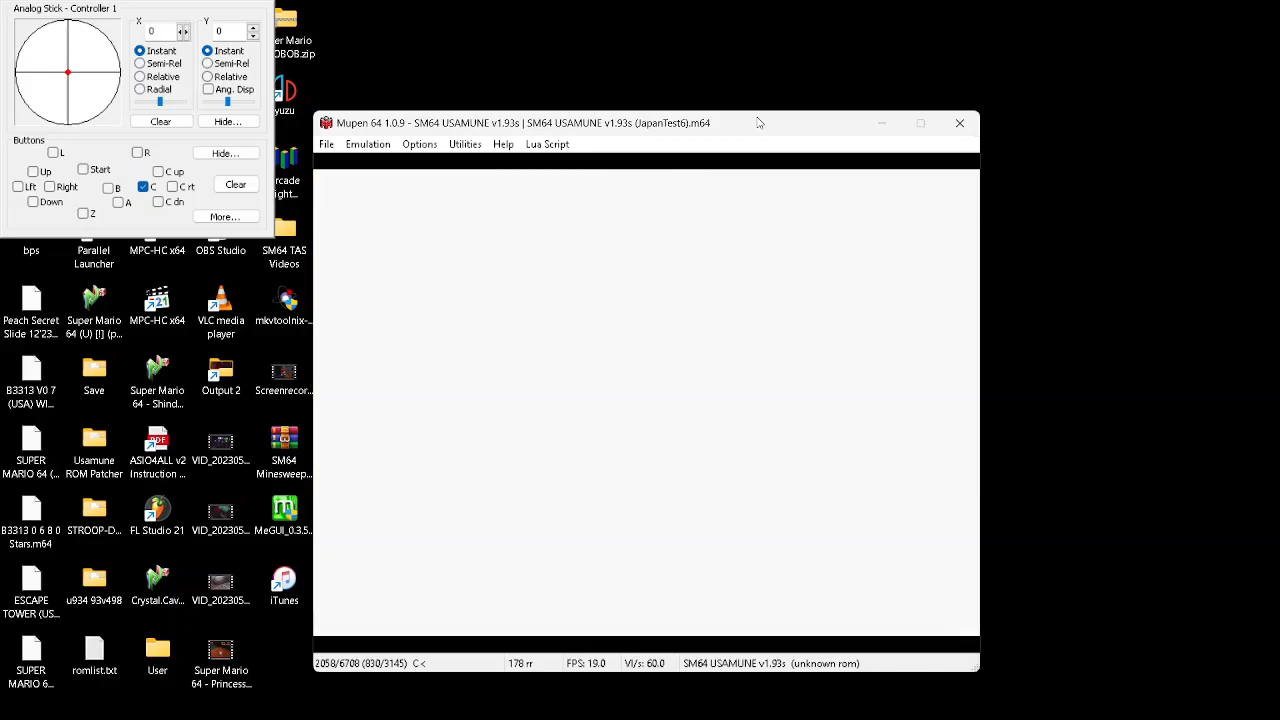 Analog Stick - Controller 1
X
Y
0
0
Instant
Instant
Semi-Rel
Semi-Rel
Relative
Relative
Radial
Ang. Disp
Clear
Hide...
Buttons
L
R
Hide...
Up
Start
C up
Lft
Right
B
C
C rt
Clear
Down
A
C dn
Z
More...
er Mario
OBOB.zip
yuzu
rcade
ight...
bps
Parallel
Launcher
MPC-HC x64
OBS Studio
SM64 TAS
Videos
Peach Secret
Slide 12'23...
Super Mario
64 (U) [!] (p...
MPC-HC x64
VLC media
player
mkvtoolnix-...
B3313 V0 7
(USA) WI...
Save
Super Mario
64 - Shind...
Output 2
Screenrecor...
SUPER
MARIO 64 (...
Usamune
ROM Patcher
ASIO4ALL v2
Instruction ...
VID_202305...
SM64
Minesweep...
B3313 0 6 8 0
Stars.m64
STROOP-D...
FL Studio 21
VID_202305...
MeGUI_0.3.5...
ESCAPE
TOWER (US...
u934 93v498
Crystal.Cav...
VID_202305...
iTunes
SUPER
MARIO 6...
romlist.txt
User
Super Mario
64 - Princess...
Mupen 64 1.0.9 - SM64 USAMUNE v1.93s | SM64 USAMUNE v1.93s (JapanTest6).m64
File Emulation Options Utilities Help Lua Script
2058/6708 (830/3145) C< 178 rr FPS: 19.0 VI/s: 60.0 SM64 USAMUNE v1.93s (unknown rom)